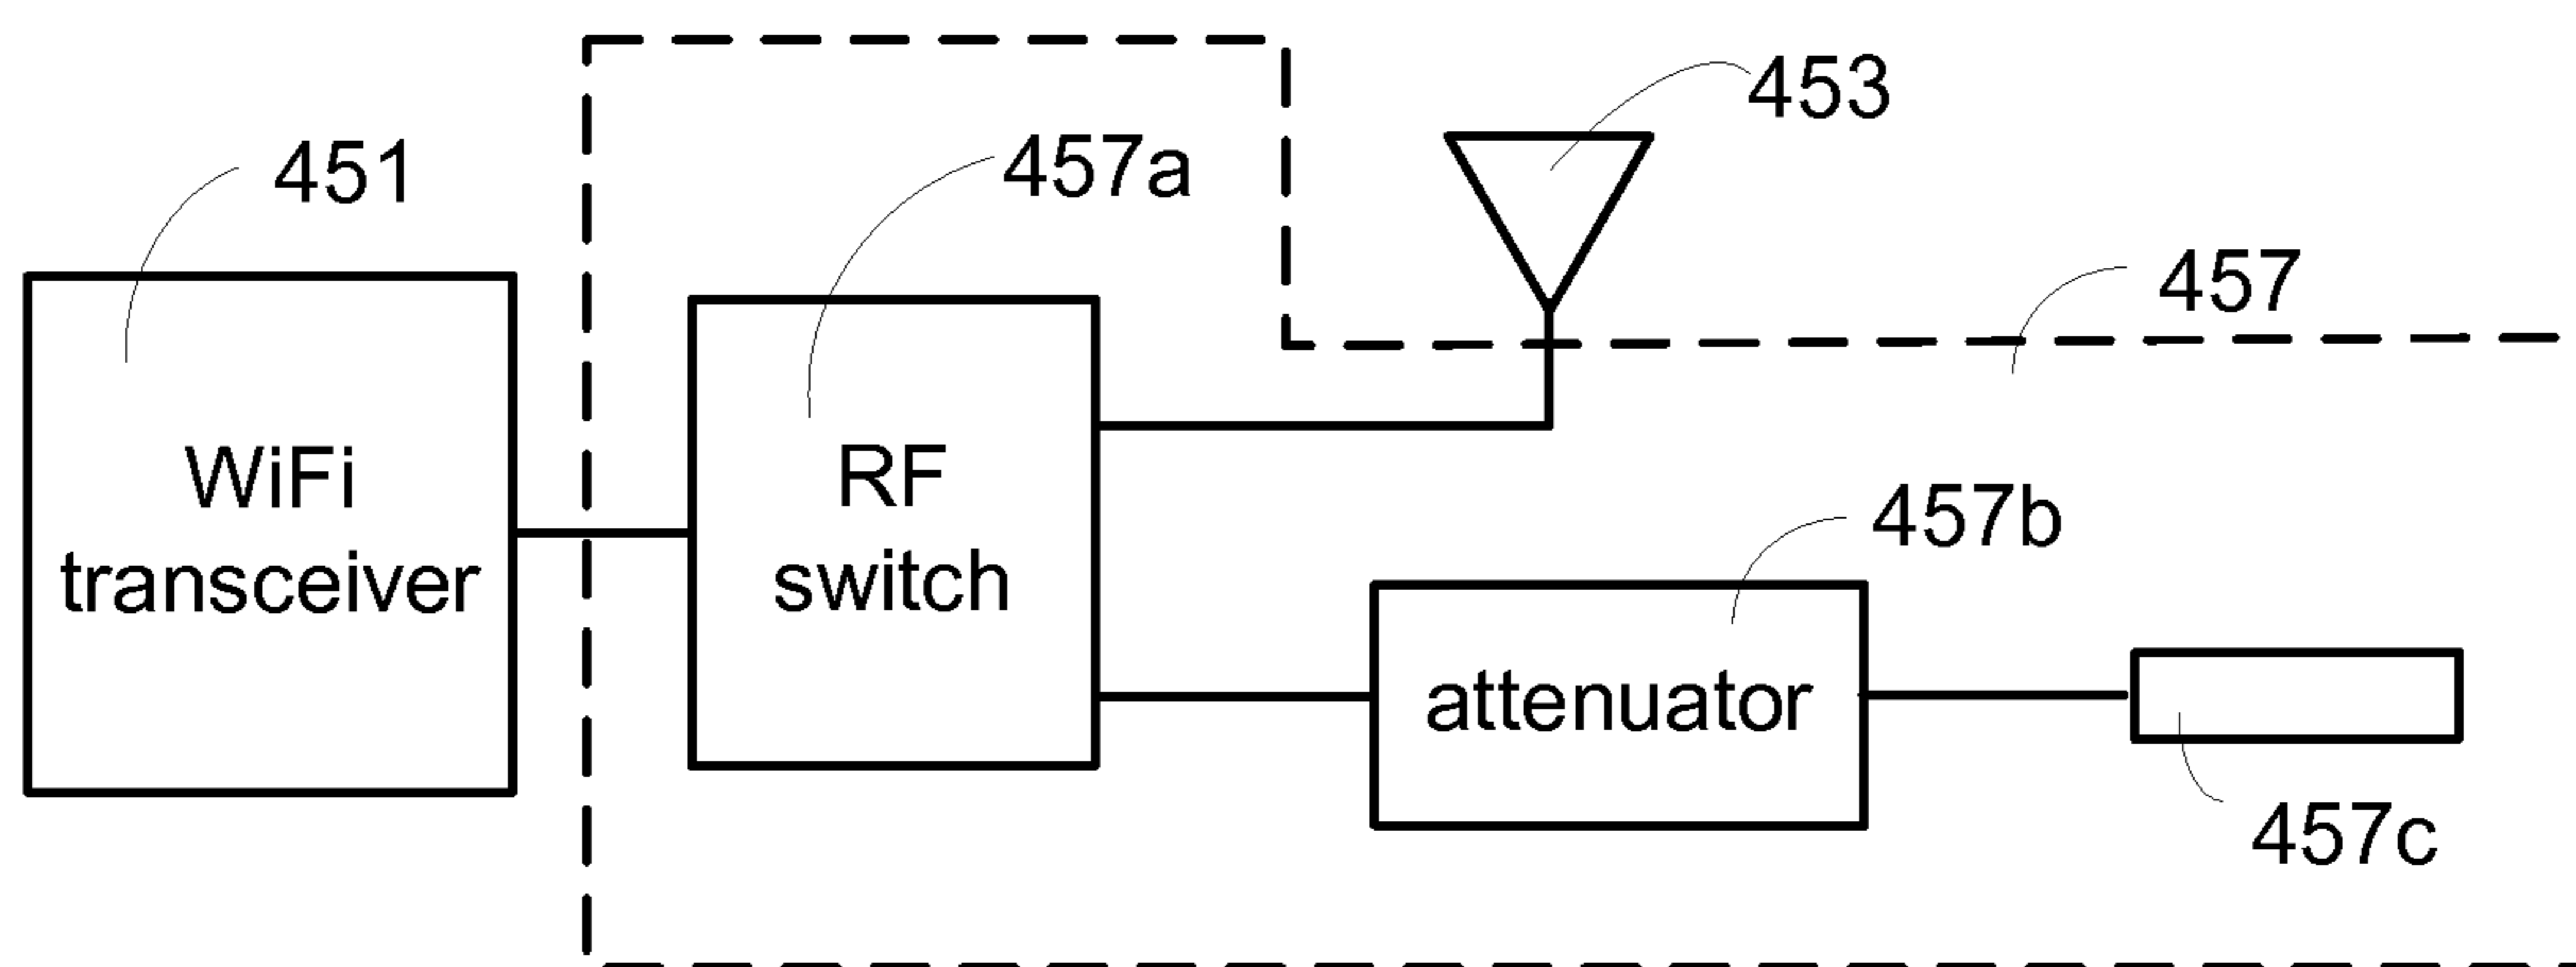 453
451
457a
457
WiFi
transceiver
RF
switch
457b
attenuator
457c